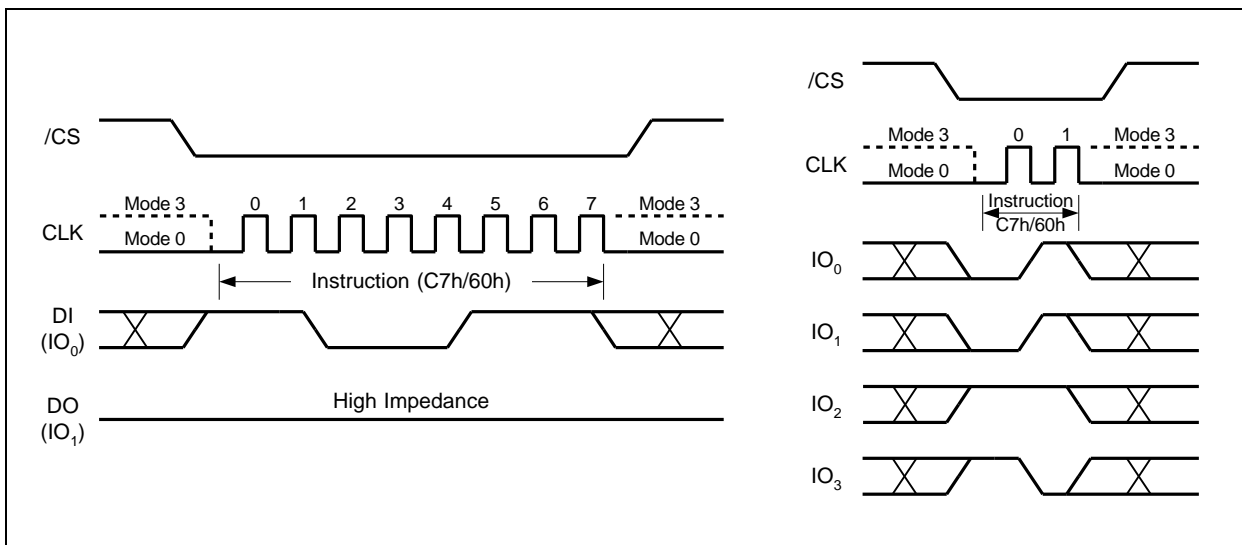 /CS
Mode 3 0 1 2 3 4 5 6 7 Mode 3
CLK Mode 0 Mode 0
Instruction (C7h/60h)
DI
(IO0)
DO High Impedance
(IO1)
/CS
Mode 3 0 1 Mode 3
CLK Mode 0 Mode 0
Instruction
C7h/60h
IO0
IO1
IO2
IO3